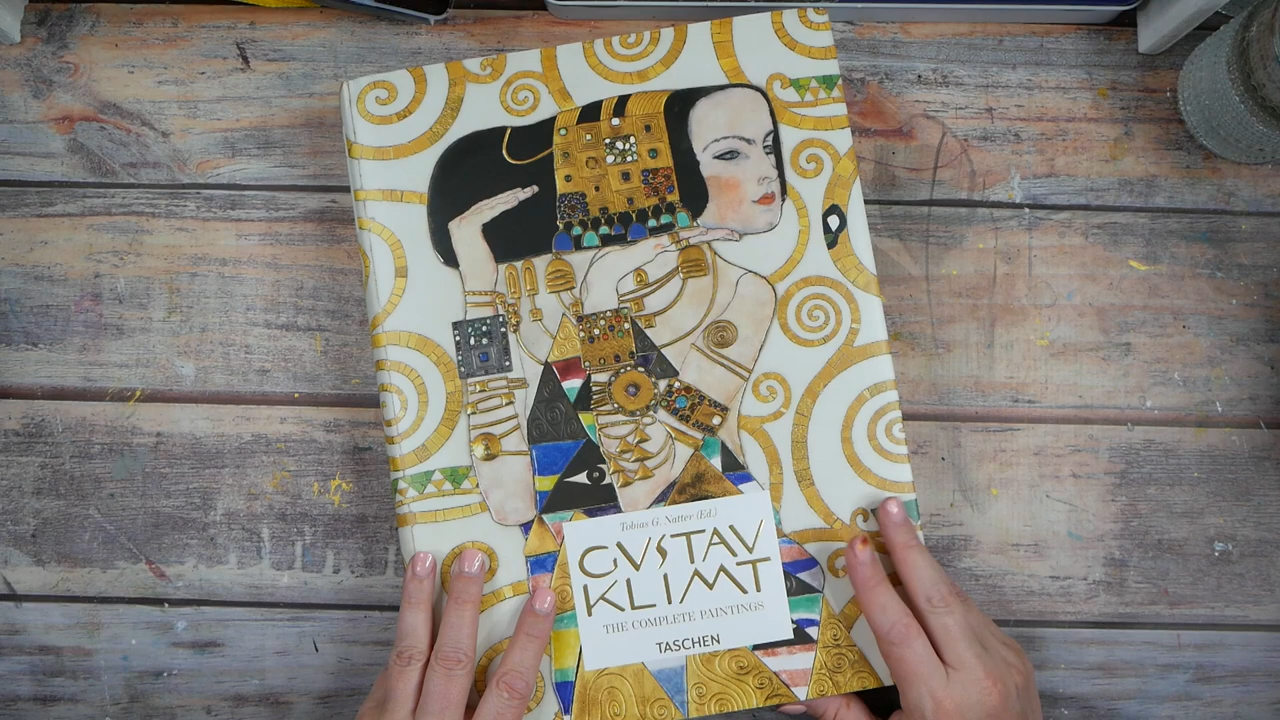 Tobias G. Natter (Ed.)
GVSTAV
KLIMT
THE COMPLETE PAINTINGS
TASCHEN